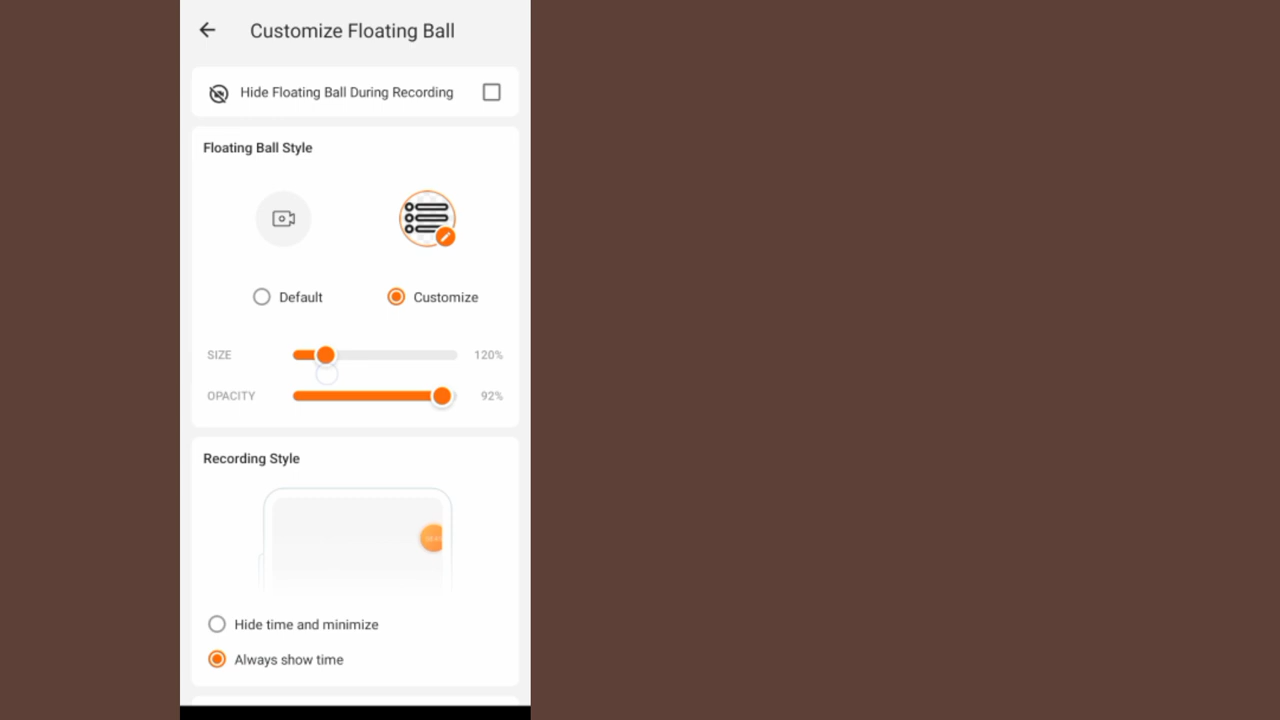 Customize Floating Ball
Hide Floating Ball During Recording
Floating Ball Style
Default
Customize
SIZE
120%
OPACITY
92%
Recording Style
Hide time and minimize
Always show time